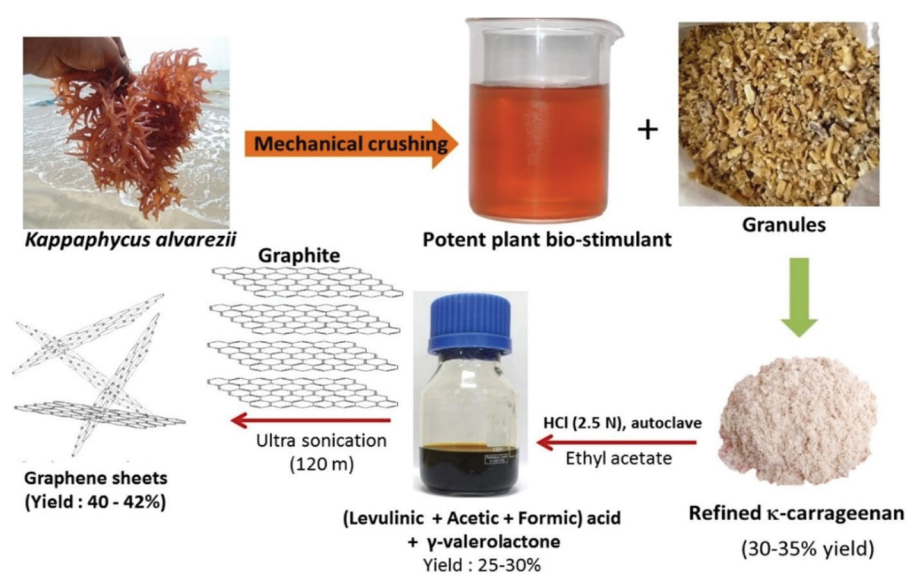 Mechanical crushing
+
Kappaphycus alvarezii
Potent plant bio-stimulant
Granules
Graphite
HCl (2.5 N), autoclave
Ethyl acetate
Ultra sonication
(120 m)
Graphene sheets
(Yield : 40 - 42%)
(Levulinic + Acetic + Formic) acid
+ γ-valerolactone
Yield : 25-30%
Refined κ-carrageenan
(30-35% yield)